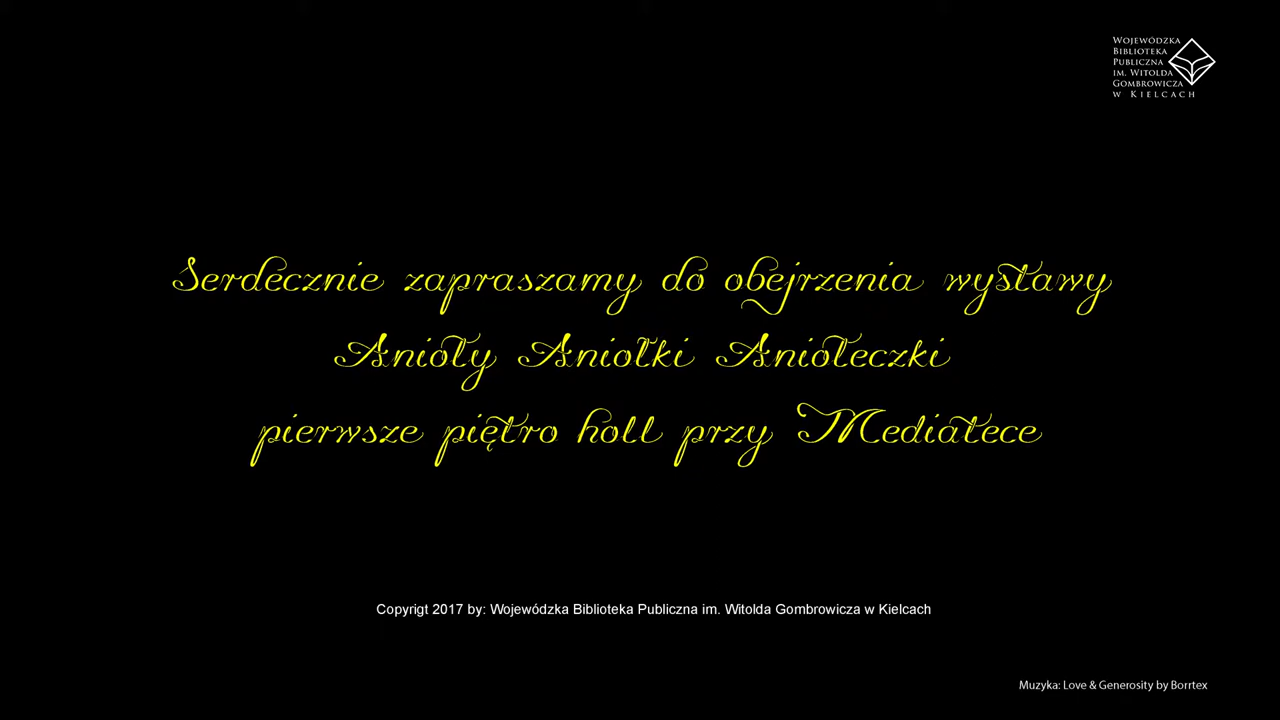 WOJEWÓDZKA
BIBLIOTEKA
PUBLICZNA
IM. WITOLDA
GOMBROWICZA
W KIELCACH
Serdecznie zapraszamy do obejrzenia wystawy
Anioły Aniołki Aniołeczki
pierwsze piętro holl przy Mediatece
Copyrigt 2017 by: Wojewódzka Biblioteka Publiczna im. Witolda Gombrowicza w Kielcach
Muzyka: Love & Generosity by Borrtex